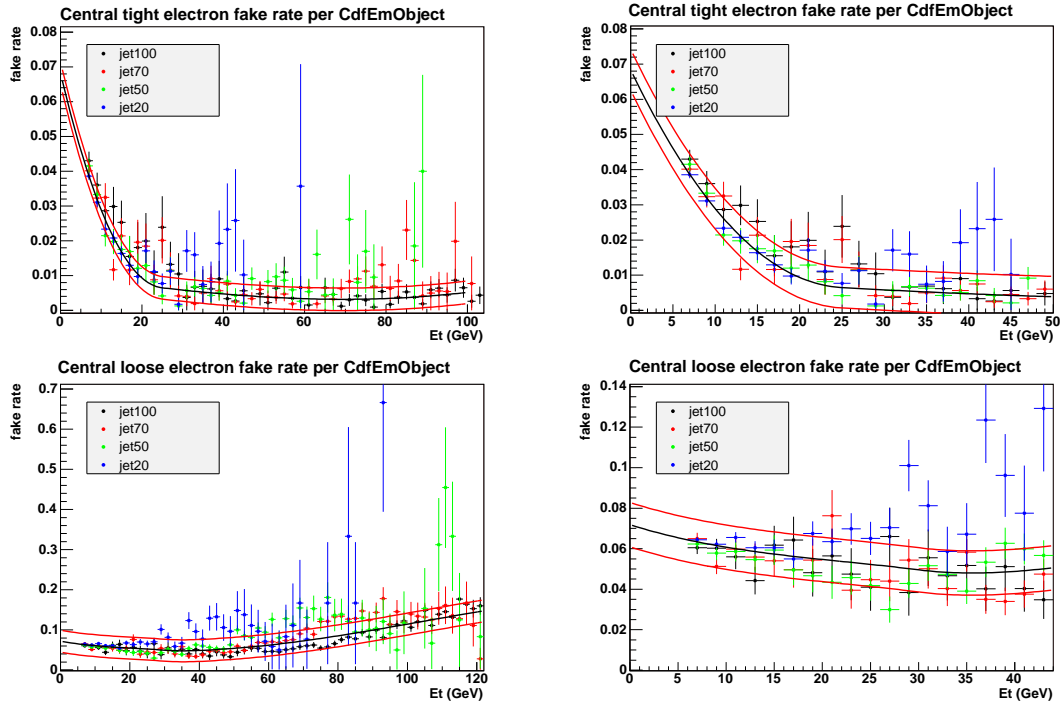 Central tight electron fake rate per CdfEmObject
fake rate
0.08
0.07
0.06
0.05
0.04
0.03
0.02
0.01
0
jet100
jet70
jet50
jet20
0 20 40 60 80 100
Et (GeV)
Central tight electron fake rate per CdfEmObject
fake rate
0.08
0.07
0.06
0.05
0.04
0.03
0.02
0.01
0
jet100
jet70
jet50
jet20
0 5 10 15 20 25 30 35 40 45 50
Et (GeV)
Central loose electron fake rate per CdfEmObject
fake rate
0.7
0.6
0.5
0.4
0.3
0.2
0.1
0
jet100
jet70
jet50
jet20
0 20 40 60 80 100 120
Et (GeV)
Central loose electron fake rate per CdfEmObject
fake rate
0.14
0.12
0.1
0.08
0.06
0.04
0.02
0
jet100
jet70
jet50
jet20
0 5 10 15 20 25 30 35 40
Et (GeV)